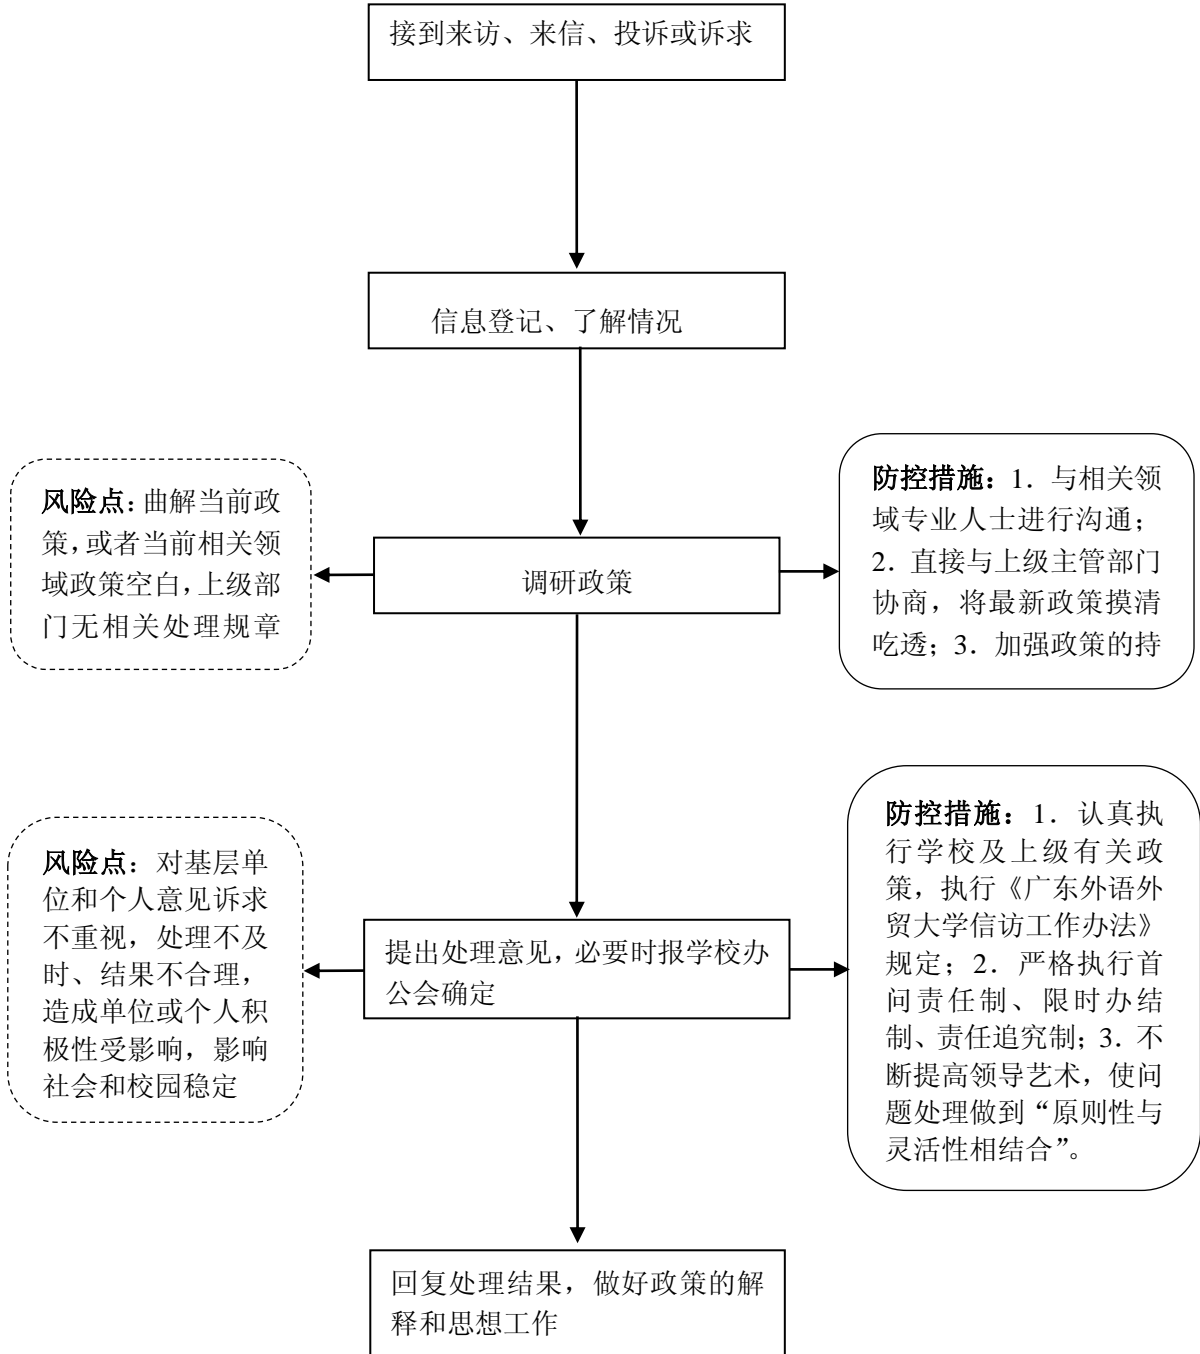 接到来访、来信、投诉或诉求
信息登记、了解情况
风险点：曲解当前政
策，或者当前相关领
域政策空白，上级部
门无相关处理规章
调研政策
防控措施：1．与相关领
域专业人士进行沟通；
2．直接与上级主管部门
协商，将最新政策摸清
吃透；3．加强政策的持
风险点：对基层单
位和个人意见诉求
不重视，处理不及
时、结果不合理，
造成单位或个人积
极性受影响，影响
社会和校园稳定
提出处理意见，必要时报学校办
公会确定
防控措施：1．认真执
行学校及上级有关政
策，执行《广东外语外
贸大学信访工作办法》
规定；2．严格执行首
问责任制、限时办结
制、责任追究制；3．不
断提高领导艺术，使问
题处理做到“原则性与
灵活性相结合”。
回复处理结果，做好政策的解
释和思想工作